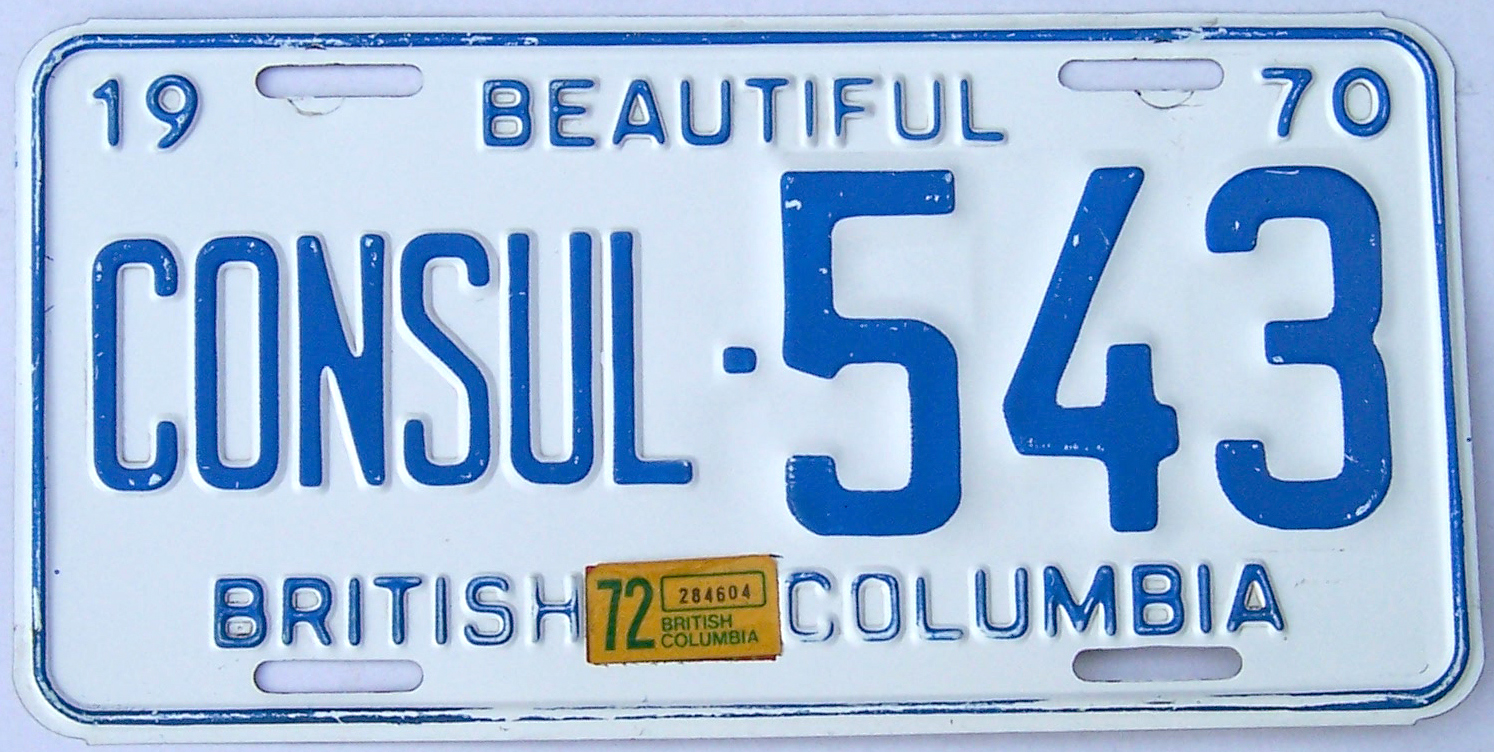 19 BEAUTIFUL 70
CONSUL-543
BRITISH COLUMBIA
72 284604
BRITISH
COLUMBIA